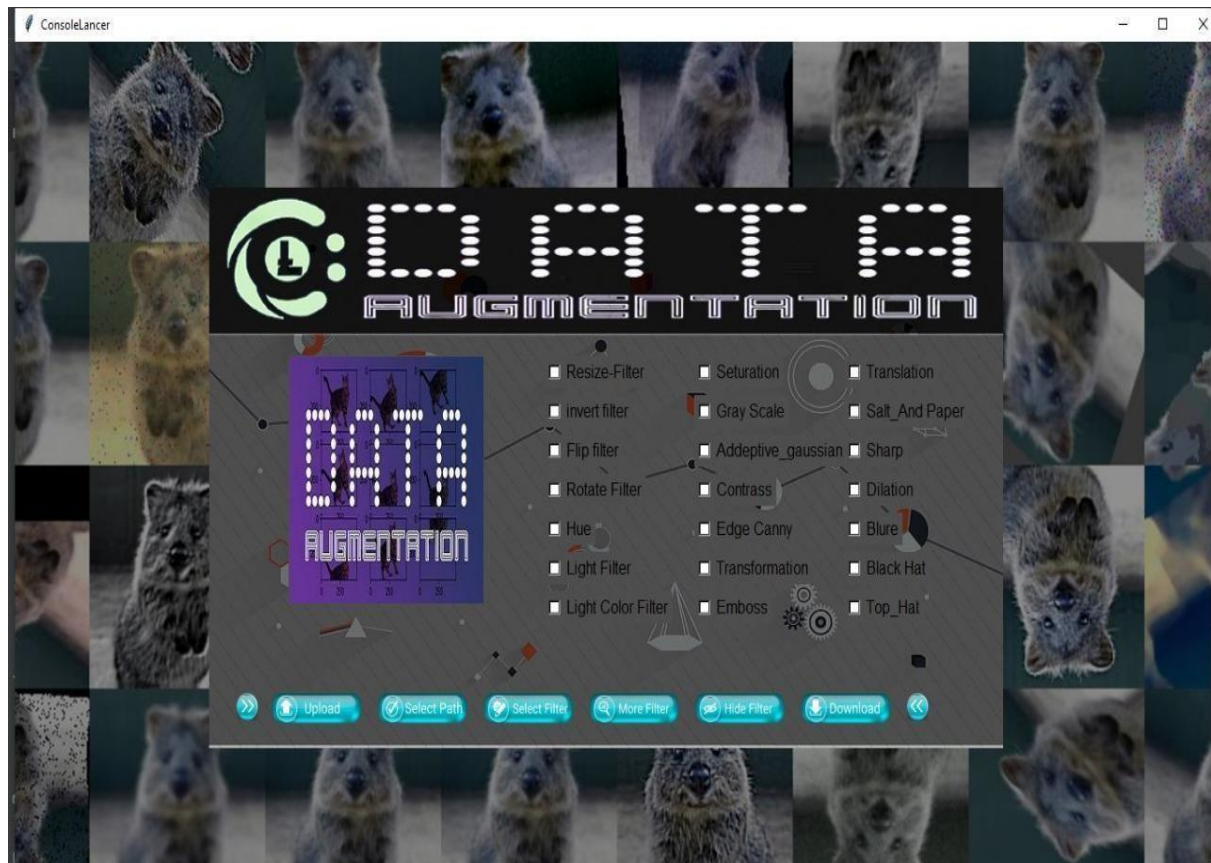 ConsoleLancer
L
DATA
AUGMENTATION
DATA
AUGMENTATION
Resize-Filter Seturation Translation
invert filter Gray Scale Salt_And Paper
Flip filter Addeptive_gaussian Sharp
Rotate Filter Contrass Dilation
Hue Edge Canny Blure
Light Filter Transformation Black Hat
Light Color Filter Emboss Top_Hat
Upload Select Path Select Filter More Filter Hide Filter Download